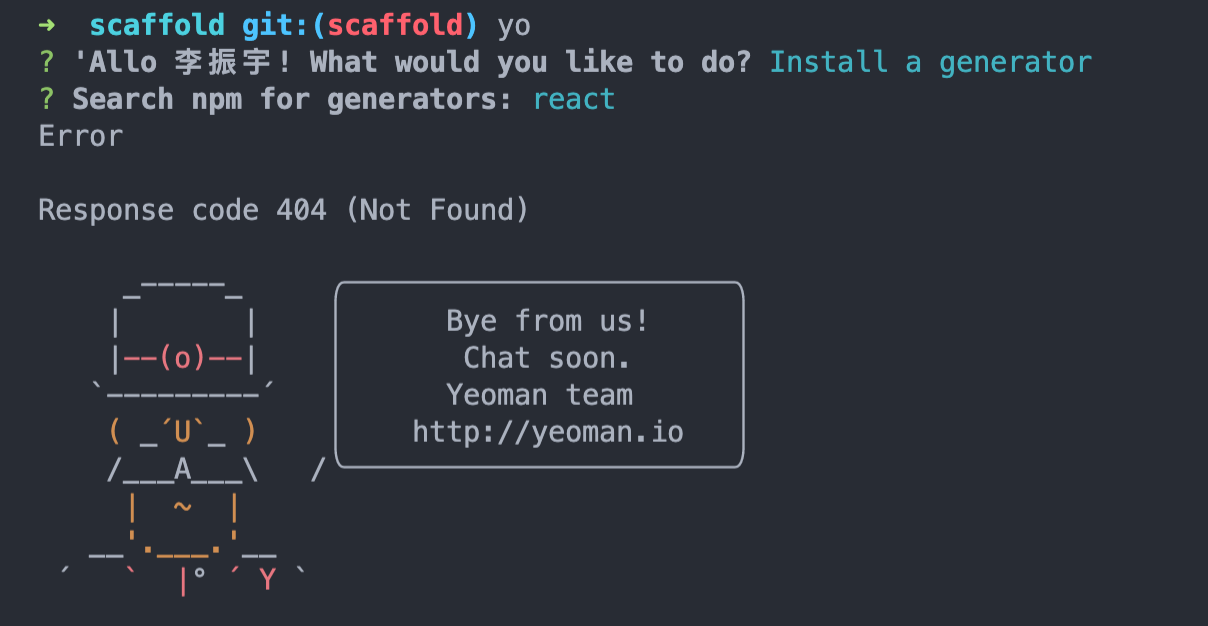 ➜  scaffold git:(scaffold) yo
? 'Allo 李振宇! What would you like to do? Install a generator
? Search npm for generators: react
Error
Response code 404 (Not Found)
     _-----_
    |       |
    |--(o)--|
   `---------´
    ( _´U`_ )
    /___A___\   /
     |  ~  |
   __'.___.'__
 ´   `  |° ´ Y `
Bye from us!
Chat soon.
Yeoman team
http://yeoman.io